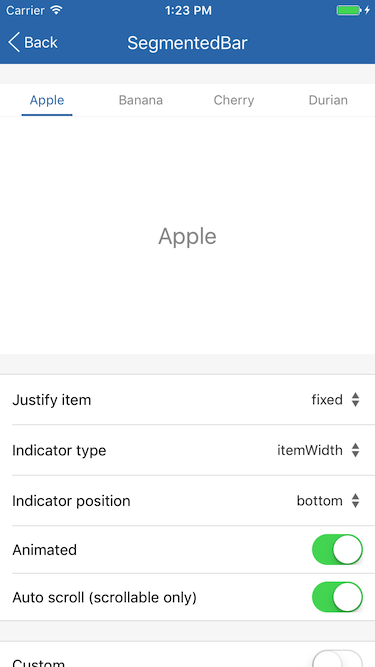 Carrier 1:23 PM
Back SegmentedBar
Apple Banana Cherry Durian
Apple
Justify item fixed
Indicator type itemWidth
Indicator position bottom
Animated
Auto scroll (scrollable only)
Custom